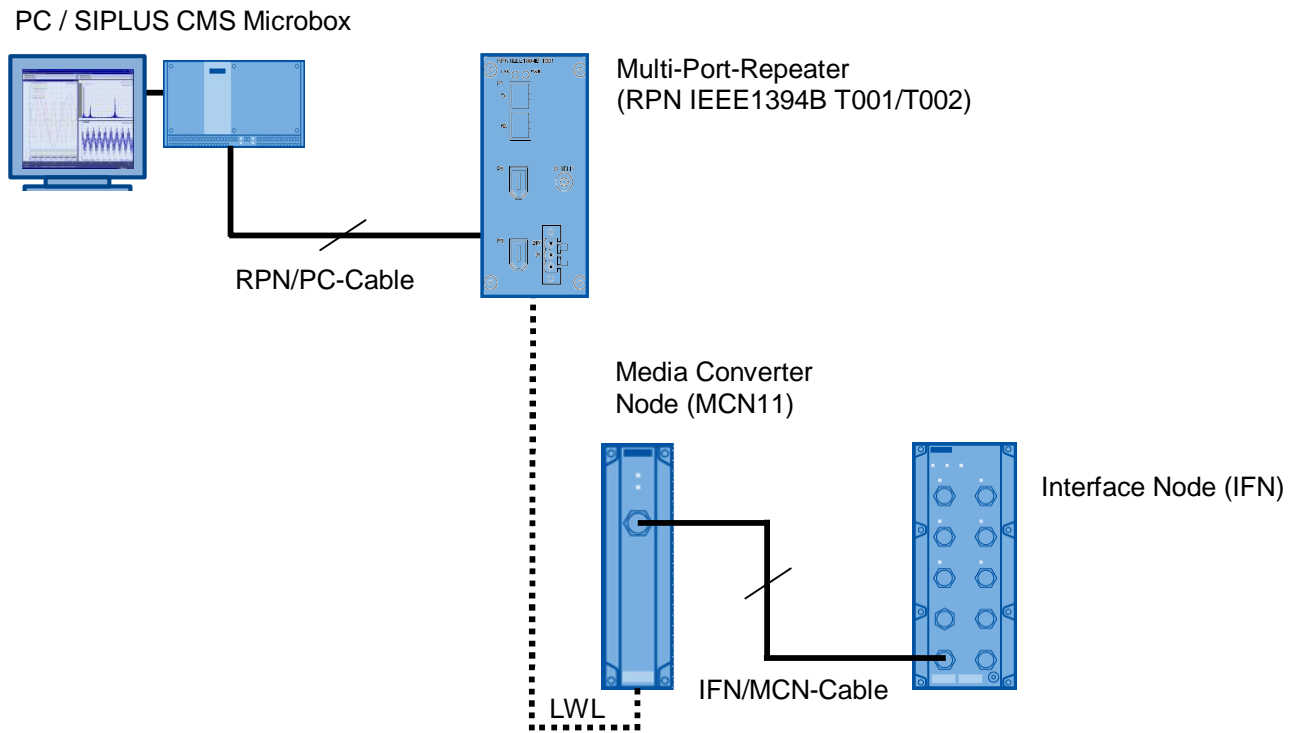 PC / SIPLUS CMS Microbox
Multi-Port-Repeater
(RPN IEEE1394B T001/T002)
RPN/PC-Cable
Media Converter
Node (MCN11)
Interface Node (IFN)
IFN/MCN-Cable
LWL